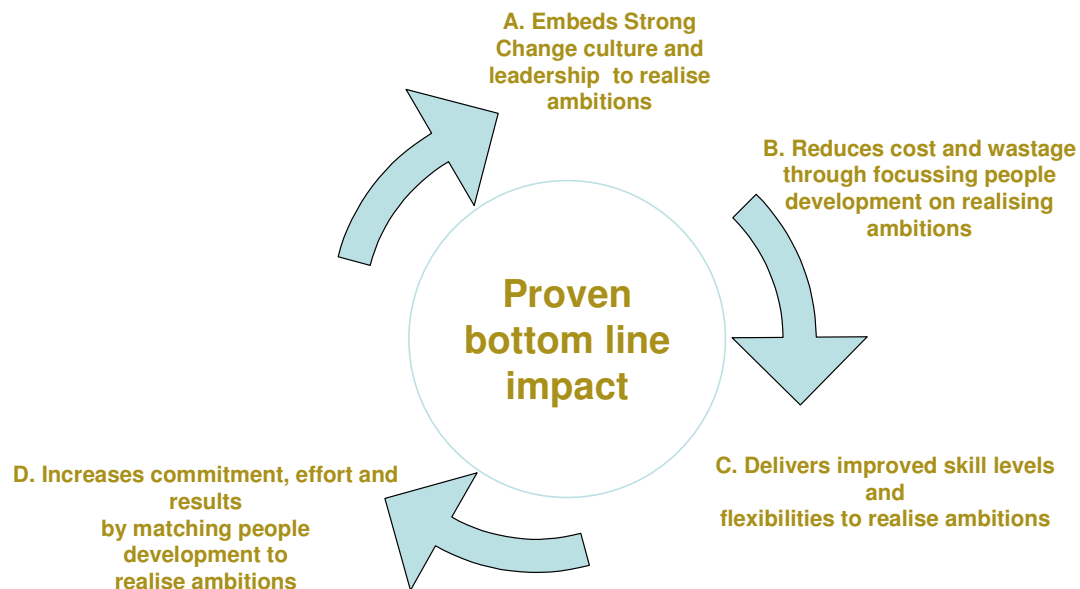 A. Embeds Strong
Change culture and
leadership to realise
ambitions
B. Reduces cost and wastage
through focussing people
development on realising
ambitions
Proven
bottom line
impact
C. Delivers improved skill levels
and
flexibilities to realise ambitions
D. Increases commitment, effort and
results
by matching people
development to
realise ambitions